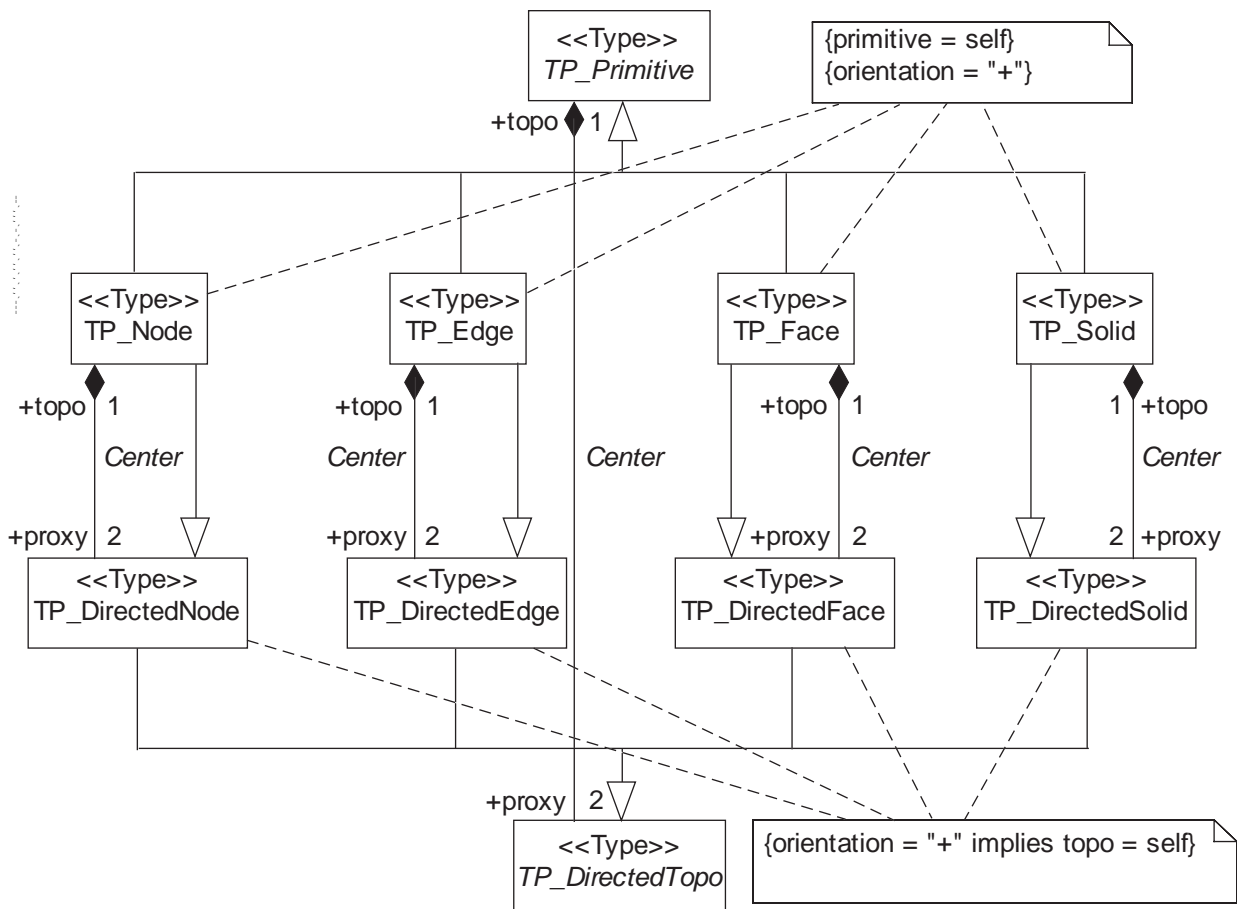 <<Type>>
TP_Primitive
{primitive = self}
{orientation = "+"}
+topo
1
<<Type>>
TP_Node
<<Type>>
TP_Edge
<<Type>>
TP_Face
<<Type>>
TP_Solid
+topo
1
+topo
1
+topo
1
1
+topo
Center
Center
Center
Center
Center
+proxy
2
+proxy
2
+proxy
2
2
+proxy
<<Type>>
TP_DirectedNode
<<Type>>
TP_DirectedEdge
<<Type>>
TP_DirectedFace
<<Type>>
TP_DirectedSolid
+proxy
2
<<Type>>
TP_DirectedTopo
{orientation = "+" implies topo = self}